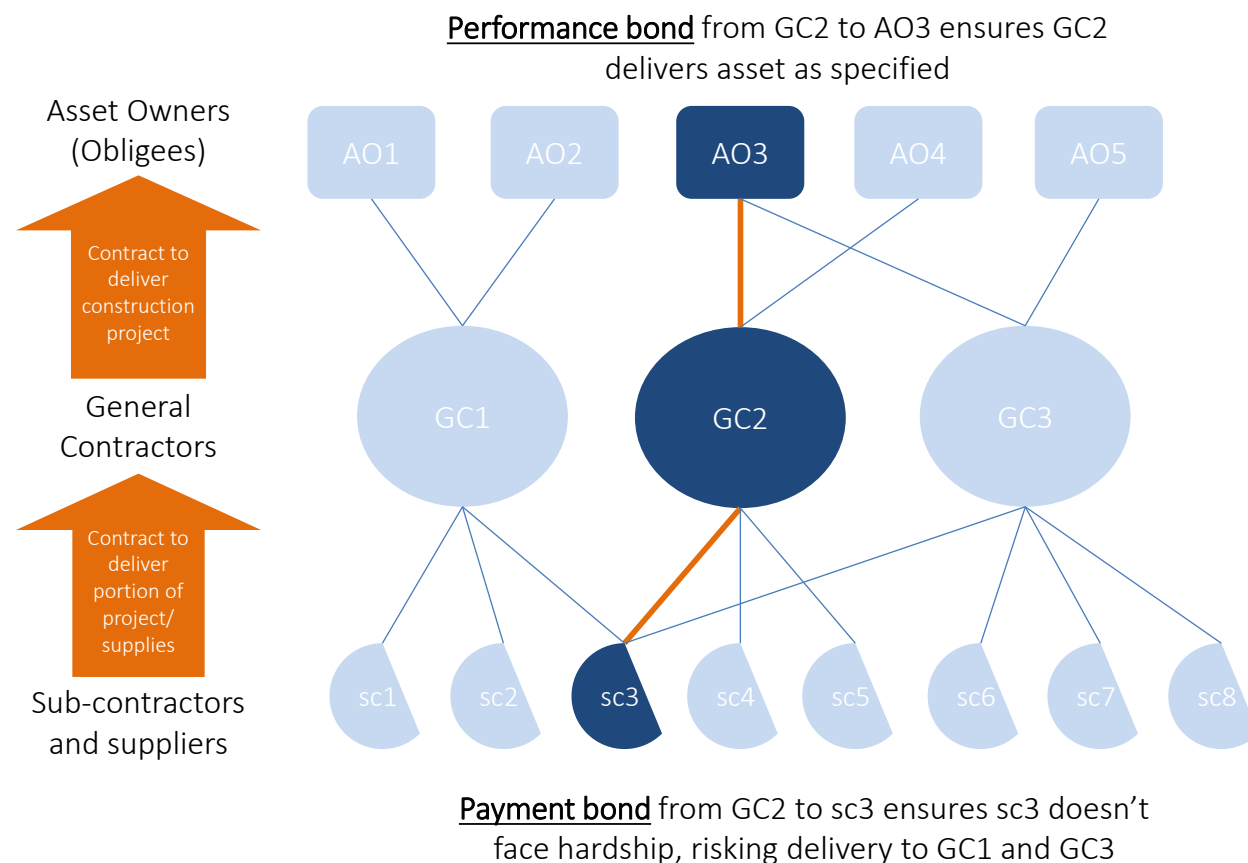 Performance bond from GC2 to AO3 ensures GC2
delivers asset as specified
Asset Owners
(Obligees)
AO1
AO2
AO3
AO4
AO5
Contract to
deliver
construction
project
General
Contractors
GC1
GC2
GC3
Contract to
deliver
portion of
project/
supplies
Sub-contractors
and suppliers
sc1
sc2
sc3
sc4
sc5
sc6
sc7
sc8
Payment bond from GC2 to sc3 ensures sc3 doesn’t
face hardship, risking delivery to GC1 and GC3